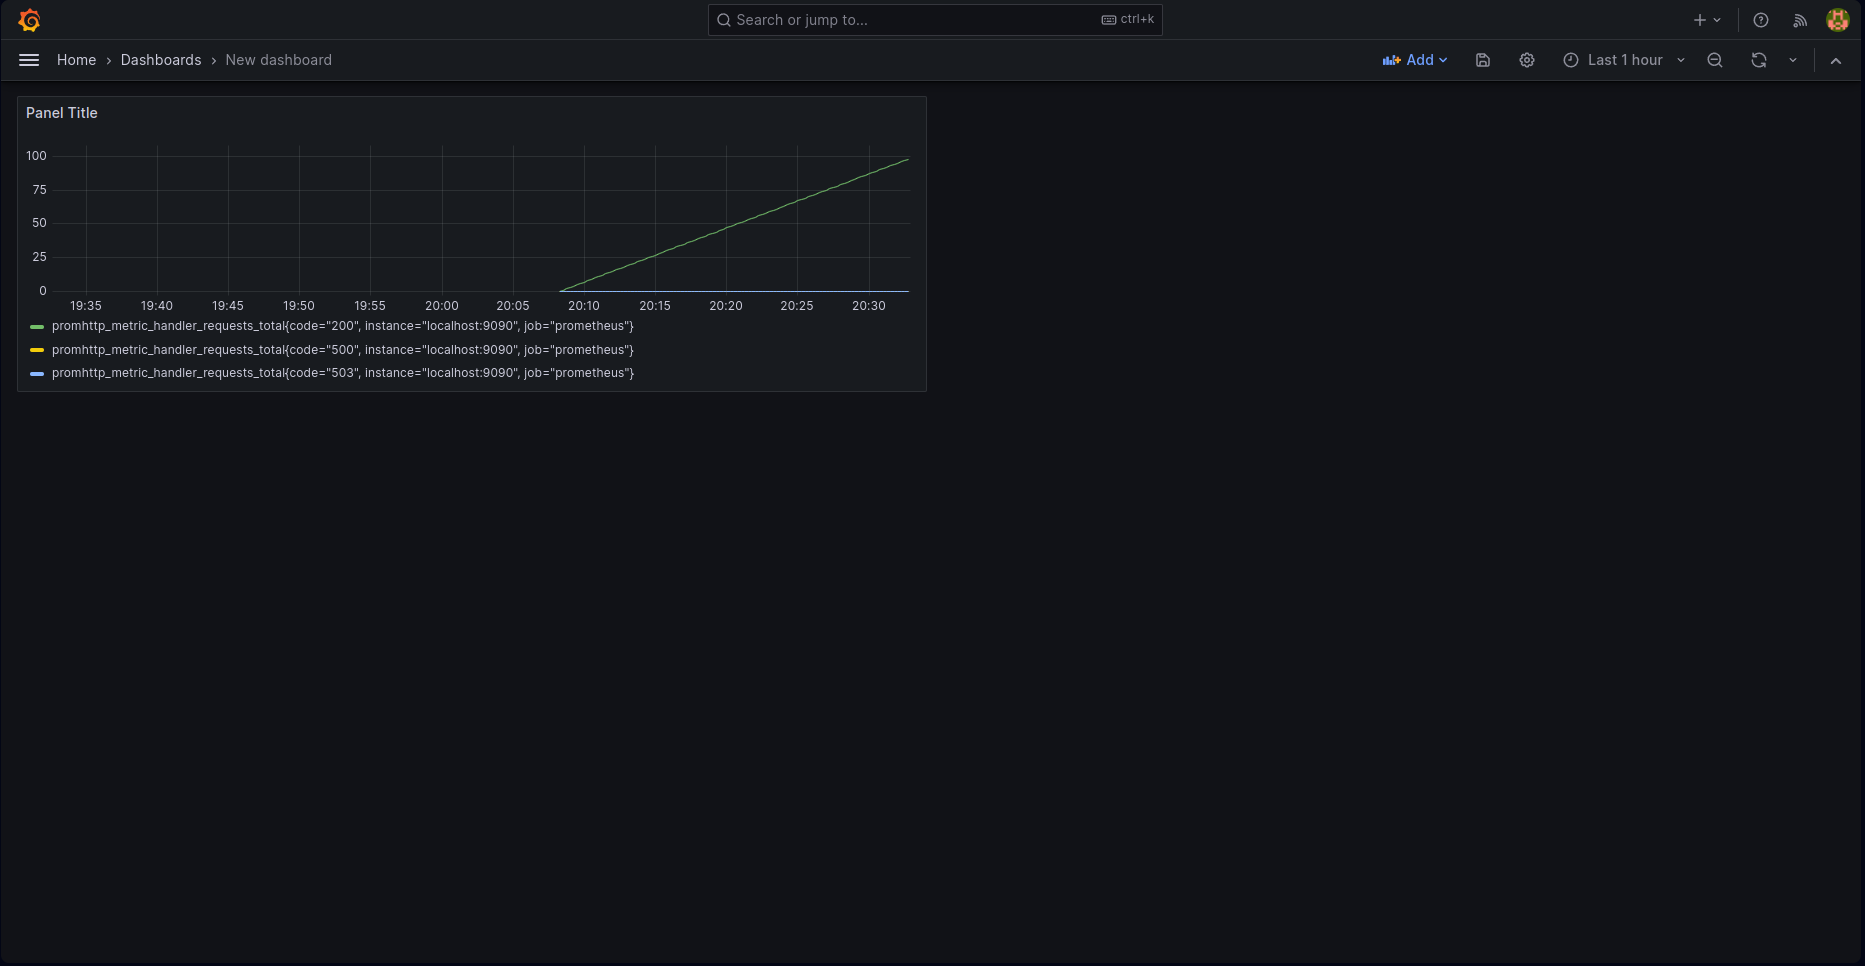 Search or jump to... ctrl+k
Home › Dashboards › New dashboard Add Last 1 hour
Panel Title
100
75
50
25
0
19:35 19:40 19:45 19:50 19:55 20:00 20:05 20:10 20:15 20:20 20:25 20:30
promhttp_metric_handler_requests_total{code="200", instance="localhost:9090", job="prometheus"}
promhttp_metric_handler_requests_total{code="500", instance="localhost:9090", job="prometheus"}
promhttp_metric_handler_requests_total{code="503", instance="localhost:9090", job="prometheus"}